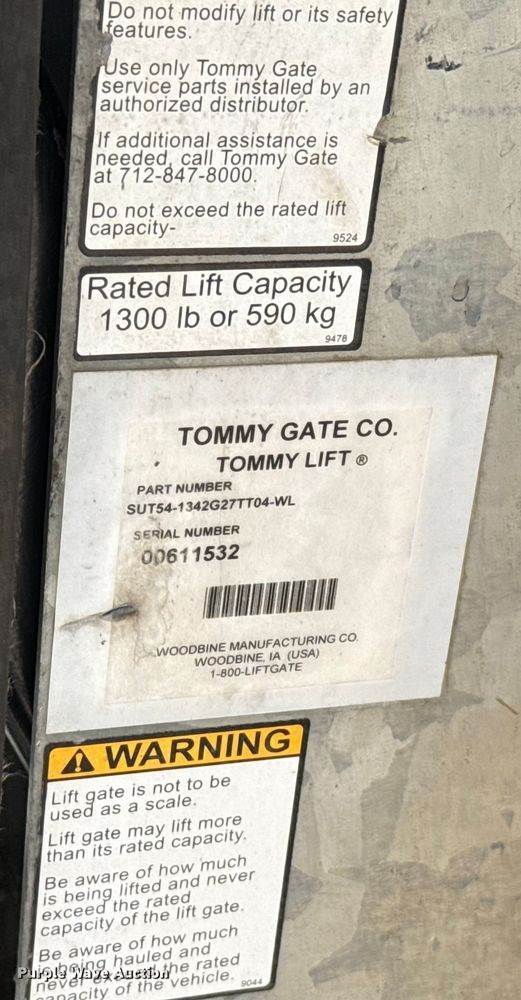 Do not modify lift or its safety
features.
Use only Tommy Gate
service parts installed by an
authorized distributor.
If additional assistance is
needed, call Tommy Gate
at 712-847-8000.
Do not exceed the rated lift
capacity-
9524
Rated Lift Capacity
1300 lb or 590 kg
9478
TOMMY GATE CO.
TOMMY LIFT ®
PART NUMBER
SUT54-1342G27TT04-WL
SERIAL NUMBER
00611532
WOODBINE MANUFACTURING CO.
WOODBINE, IA (USA)
1-800-LIFTGATE
WARNING
Lift gate is not to be
used as a scale.
Lift gate may lift more
than its rated capacity.
Be aware of how much
is being lifted and never
exceed the rated
capacity of the lift gate.
Be aware of how much
is being hauled and
never the rated
capacity of the vehicle.
9044
Purple Wave Auction